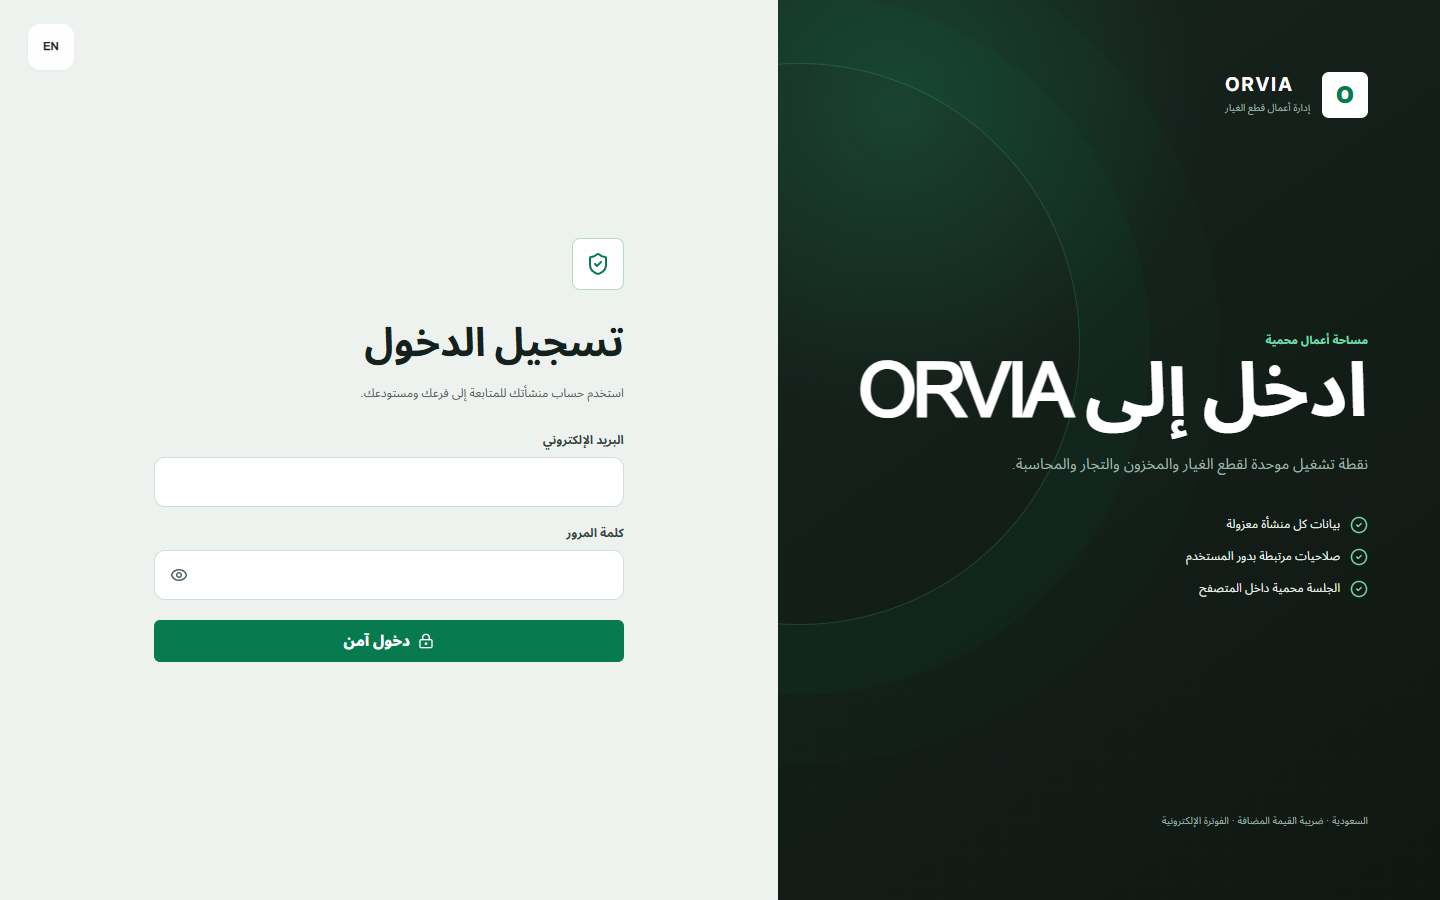 ORVIA
إدارة أعمال قطع الغيار
O
مساحة أعمال محمية
ادخل إلى ORVIA
نقطة تشغيل موحدة لقطع الغيار والمخزون والتجار والمحاسبة.
بيانات كل منشأة معزولة
صلاحيات مرتبطة بدور المستخدم
الجلسة محمية داخل المتصفح
السعودية · ضريبة القيمة المضافة · الفوترة الإلكترونية
EN
تسجيل الدخول
استخدم حساب منشأتك للمتابعة إلى فرعك ومستودعك.
البريد الإلكتروني
كلمة المرور
دخول آمن